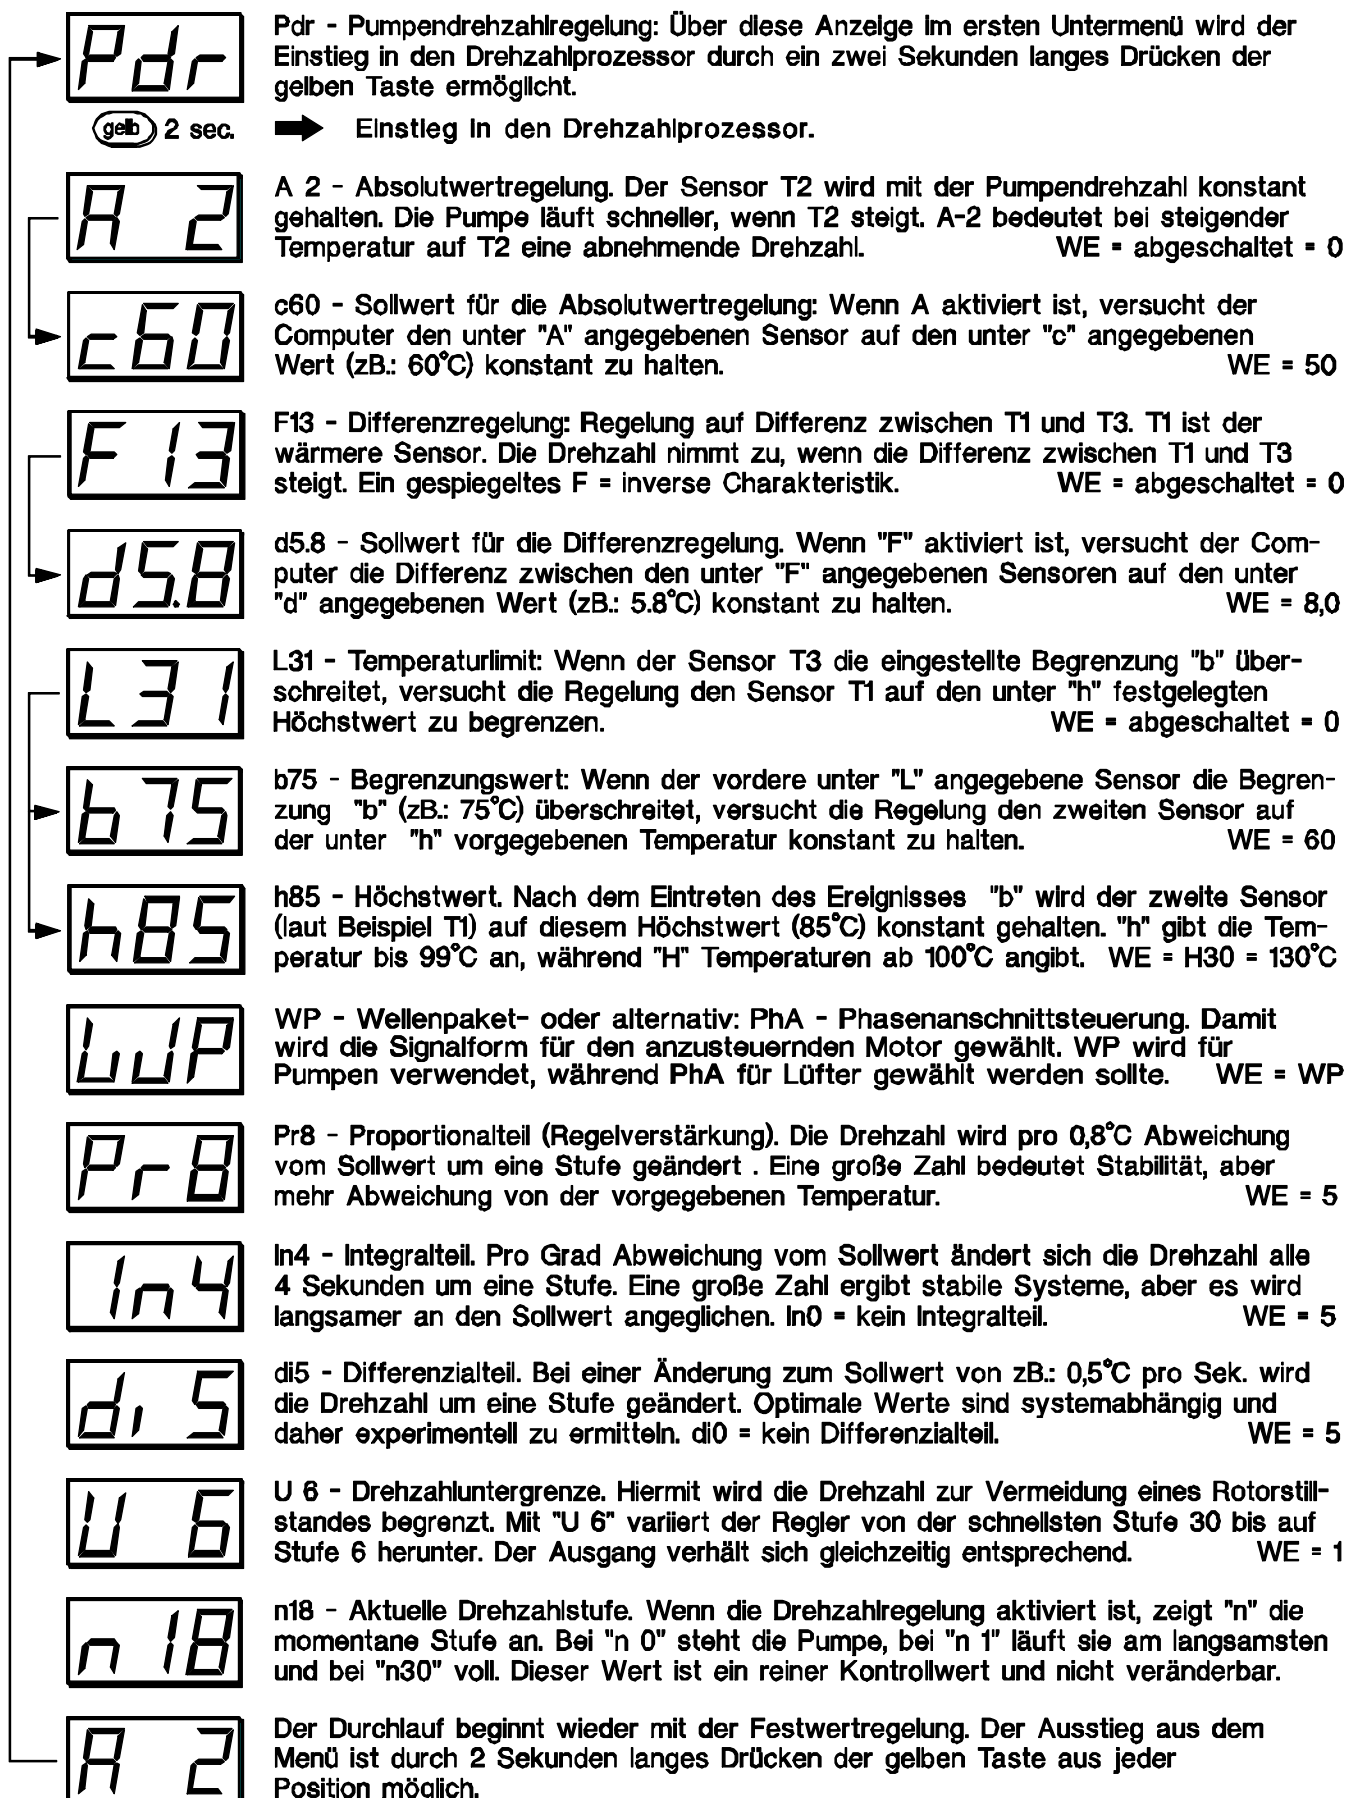 Pdr
Pdr - Pumpendrehzahlregelung: Über diese Anzeige im ersten Untermenü wird der
Einstieg in den Drehzahlprozessor durch ein zwei Sekunden langes Drücken der
gelben Taste ermöglicht.
gelb 2 sec. Einstieg in den Drehzahlprozessor.
A 2
A 2 - Absolutwertregelung. Der Sensor T2 wird mit der Pumpendrehzahl konstant
gehalten. Die Pumpe läuft schneller, wenn T2 steigt. A-2 bedeutet bei steigender
Temperatur auf T2 eine abnehmende Drehzahl. WE = abgeschaltet = 0
c60
c60 - Sollwert für die Absolutwertregelung: Wenn A aktiviert ist, versucht der
Computer den unter "A" angegebenen Sensor auf den unter "c" angegebenen
Wert (zB.: 60°C) konstant zu halten. WE = 50
F13
F13 - Differenzregelung: Regelung auf Differenz zwischen T1 und T3. T1 ist der
wärmere Sensor. Die Drehzahl nimmt zu, wenn die Differenz zwischen T1 und T3
steigt. Ein gespiegeltes F = inverse Charakteristik. WE = abgeschaltet = 0
d5.8
d5.8 - Sollwert für die Differenzregelung. Wenn "F" aktiviert ist, versucht der Com-
puter die Differenz zwischen den unter "F" angegebenen Sensoren auf den unter
"d" angegebenen Wert (zB.: 5.8°C) konstant zu halten. WE = 8,0
L31
L31 - Temperaturlimit: Wenn der Sensor T3 die eingestellte Begrenzung "b" über-
schreitet, versucht die Regelung den Sensor T1 auf den unter "h" festgelegten
Höchstwert zu begrenzen. WE = abgeschaltet = 0
b75
b75 - Begrenzungswert: Wenn der vordere unter "L" angegebene Sensor die Begren-
zung "b" (zB.: 75°C) überschreitet, versucht die Regelung den zweiten Sensor auf
der unter "h" vorgegebenen Temperatur konstant zu halten. WE = 60
h85
h85 - Höchstwert. Nach dem Eintreten des Ereignisses "b" wird der zweite Sensor
(laut Beispiel T1) auf diesem Höchstwert (85°C) konstant gehalten. "h" gibt die Tem-
peratur bis 99°C an, während "H" Temperaturen ab 100°C angibt. WE = H30 = 130°C
WP
WP - Wellenpaket- oder alternativ: PhA - Phasenanschnittsteuerung. Damit
wird die Signalform für den anzusteuernden Motor gewählt. WP wird für
Pumpen verwendet, während PhA für Lüfter gewählt werden sollte. WE = WP
Pr8
Pr8 - Proportionalteil (Regelverstärkung). Die Drehzahl wird pro 0,8°C Abweichung
vom Sollwert um eine Stufe geändert . Eine große Zahl bedeutet Stabilität, aber
mehr Abweichung von der vorgegebenen Temperatur. WE = 5
In4
In4 - Integralteil. Pro Grad Abweichung vom Sollwert ändert sich die Drehzahl alle
4 Sekunden um eine Stufe. Eine große Zahl ergibt stabile Systeme, aber es wird
langsamer an den Sollwert angeglichen. In0 = kein Integralteil. WE = 5
di5
di5 - Differenzialteil. Bei einer Änderung zum Sollwert von zB.: 0,5°C pro Sek. wird
die Drehzahl um eine Stufe geändert. Optimale Werte sind systemabhängig und
daher experimentell zu ermitteln. di0 = kein Differenzialteil. WE = 5
U 6
U 6 - Drehzahluntergrenze. Hiermit wird die Drehzahl zur Vermeidung eines Rotorstill-
standes begrenzt. Mit "U 6" variiert der Regler von der schnellsten Stufe 30 bis auf
Stufe 6 herunter. Der Ausgang verhält sich gleichzeitig entsprechend. WE = 1
n 18
n18 - Aktuelle Drehzahlstufe. Wenn die Drehzahlregelung aktiviert ist, zeigt "n" die
momentane Stufe an. Bei "n 0" steht die Pumpe, bei "n 1" läuft sie am langsamsten
und bei "n30" voll. Dieser Wert ist ein reiner Kontrollwert und nicht veränderbar.
A 2
Der Durchlauf beginnt wieder mit der Festwertregelung. Der Ausstieg aus dem
Menü ist durch 2 Sekunden langes Drücken der gelben Taste aus jeder
Position möglich.